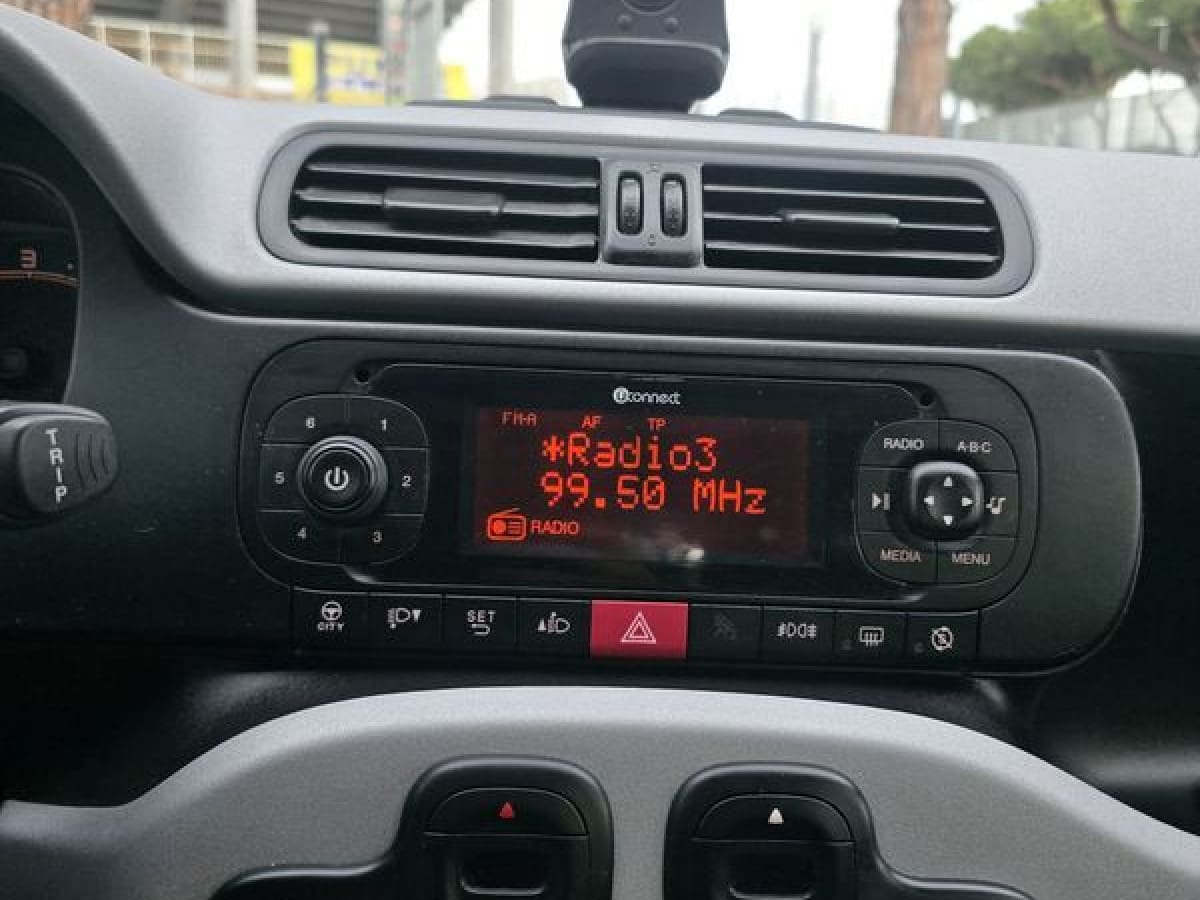 3
uconnect
FM-A AF TP
*Radio3
99.50 MHz
RADIO
6 1
5 2
4 3
RADIO A-B-C
MEDIA MENU
TRIP
CITY
SET